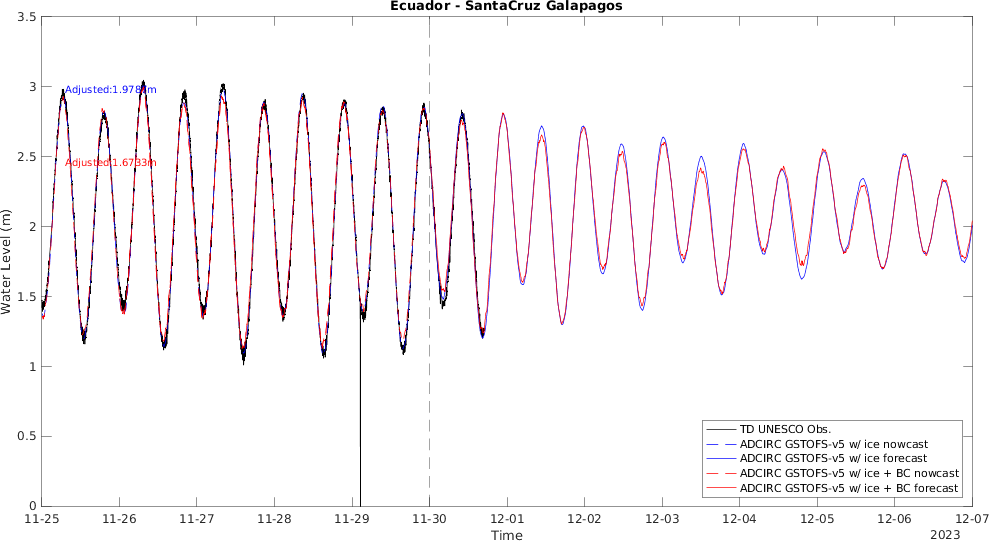 Ecuador - SantaCruz Galapagos
3.5
3
2.5
2
1.5
1
0.5
0
Water Level (m)
Adjusted:1.6733m
11-25
11-26
11-27
11-28
11-29
11-30
12-01
12-02
12-03
12-04
12-05
12-06
12-07
Time
2023
TD UNESCO Obs.
ADCIRC GSTOFS-v5 w/ ice nowcast
ADCIRC GSTOFS-v5 w/ ice forecast
ADCIRC GSTOFS-v5 w/ ice + BC nowcast
ADCIRC GSTOFS-v5 w/ ice + BC forecast